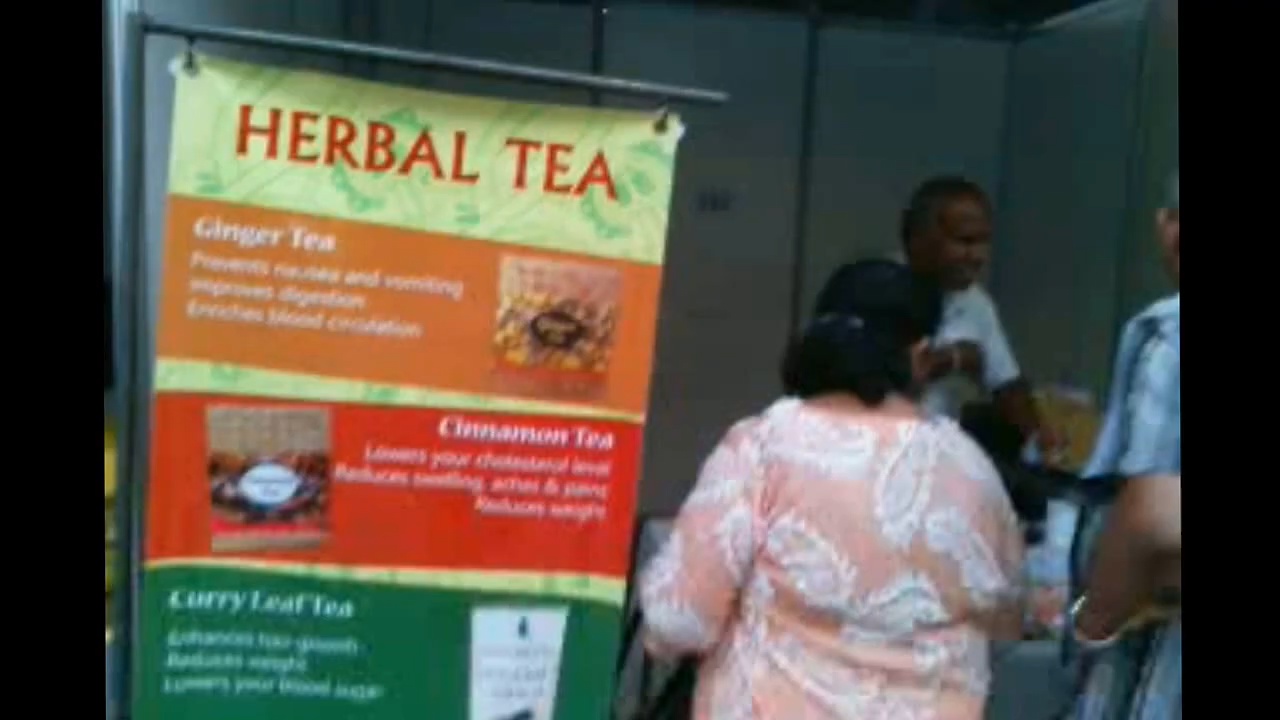 HERBAL TEA
Ginger Tea
Prevents nausea and vomiting
Improves digestion
Enriches blood circulation
Cinnamon Tea
Lowers your cholesterol level
Reduces swelling, aches & pains
Reduces weight
Curry Leaf Tea
Enhances hair growth
Reduces weight
Lowers your blood sugar